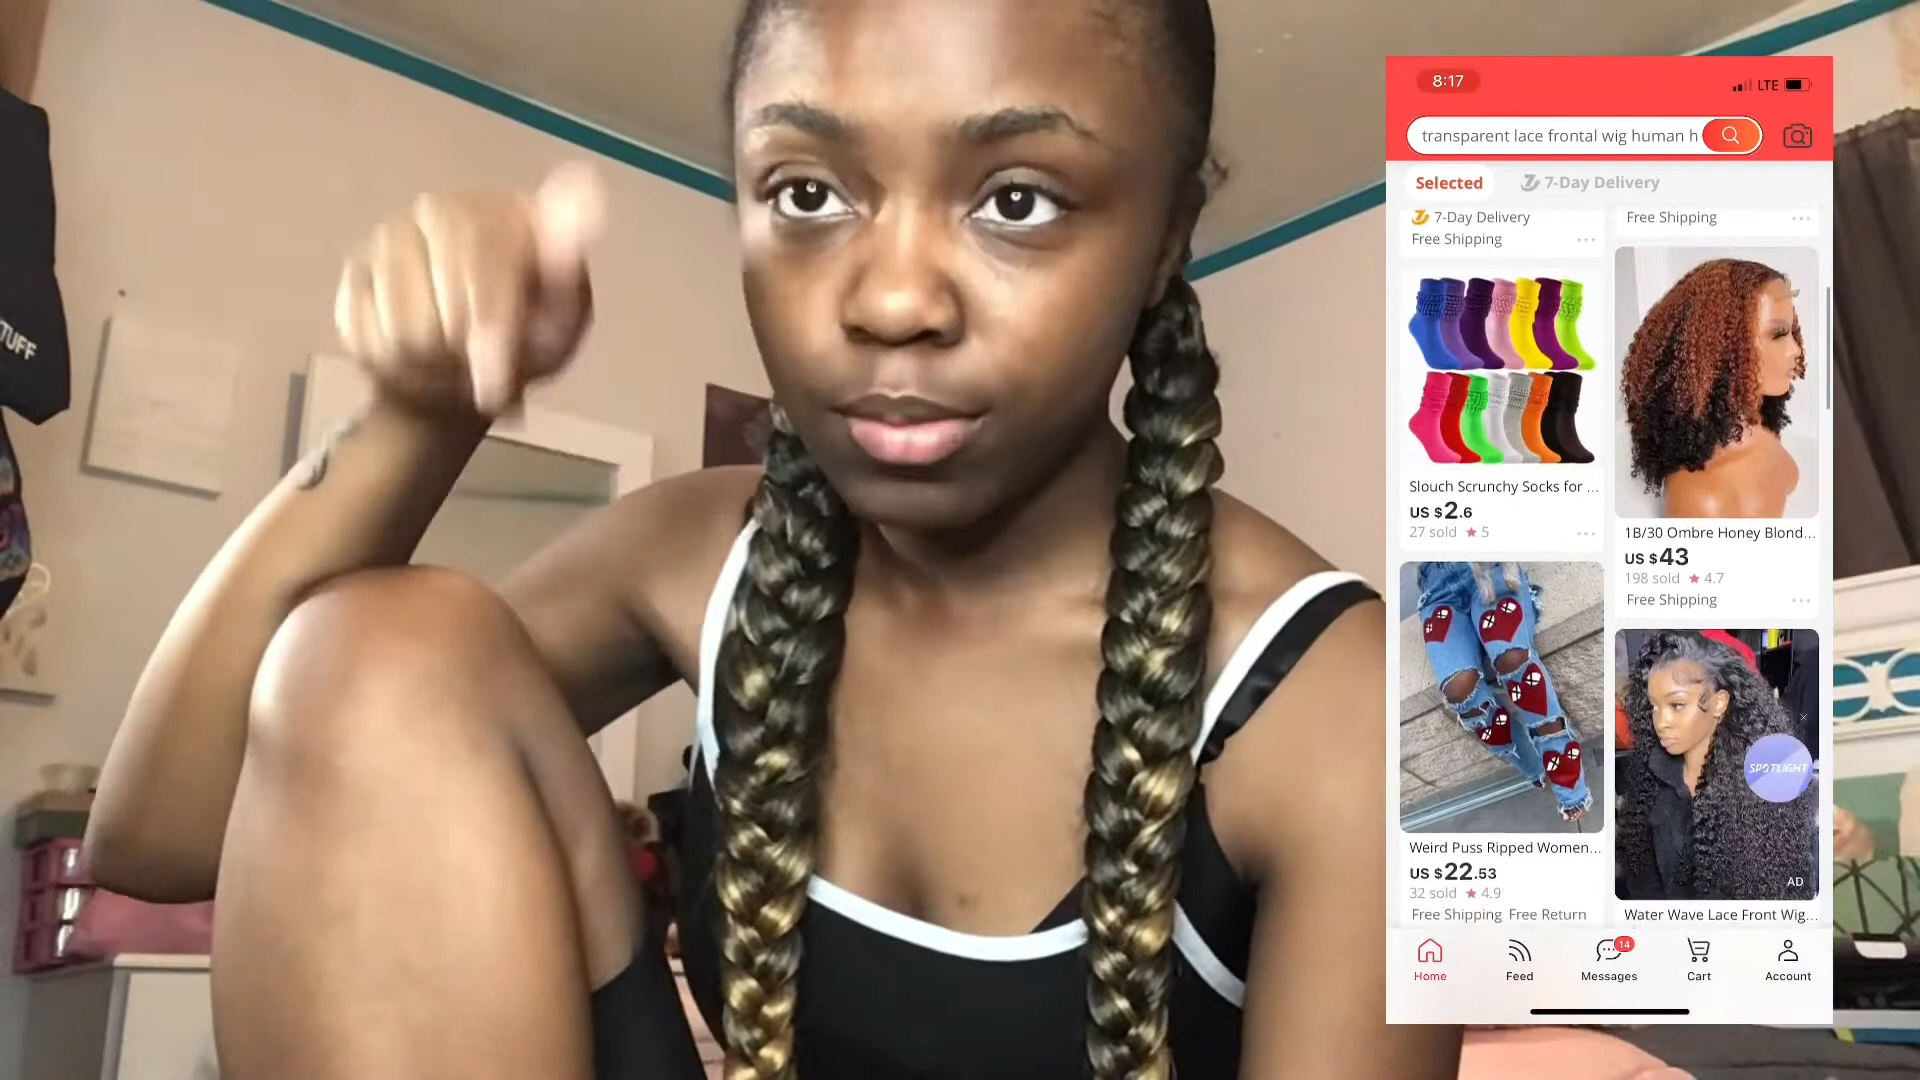 TUFF
8:17
LTE
transparent lace frontal wig human h
Selected
7-Day Delivery
7-Day Delivery
Free Shipping
Free Shipping
Slouch Scrunchy Socks for ...
US $2.6
27 sold ★ 5
1B/30 Ombre Honey Blond...
US $43
198 sold ★ 4.7
Free Shipping
SPOTLIGHT
AD
Weird Puss Ripped Women...
US $22.53
32 sold ★ 4.9
Free Shipping Free Return
Water Wave Lace Front Wig...
14
Home
Feed
Messages
Cart
Account